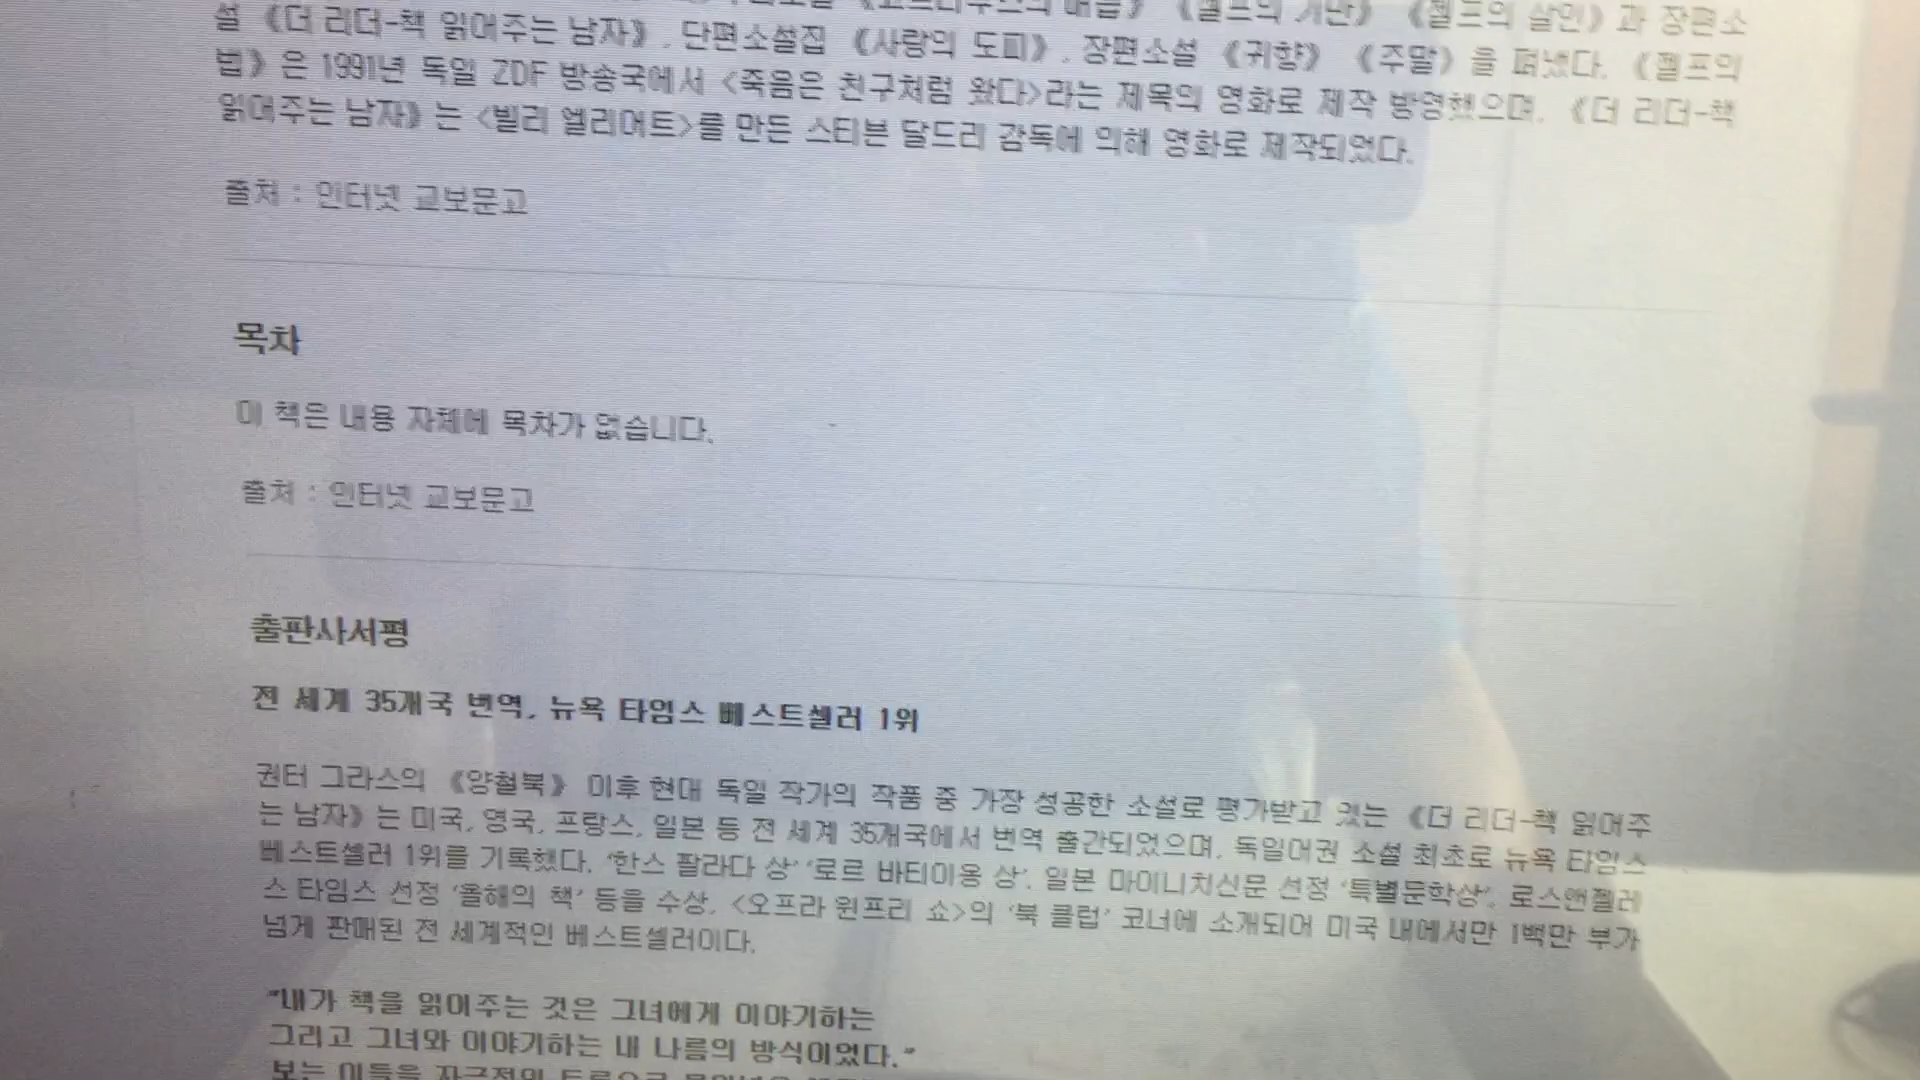 《젤프의 기만》 《젤프의 살인》과 장편소
설 《더 리더-책 읽어주는 남자》, 단편소설집 《사랑의 도피》, 장편소설 《귀향》 《주말》을 펴냈다. 《젤프의
법》은 1991년 독일 ZDF 방송국에서 <죽음은 친구처럼 왔다>라는 제목의 영화로 제작 방영했으며, 《더 리더-책
읽어주는 남자》는 <빌리 엘리어트>를 만든 스티븐 달드리 감독에 의해 영화로 제작되었다.
출처 : 인터넷 교보문고
목차
이 책은 내용 자체에 목차가 없습니다.
출처 : 인터넷 교보문고
출판사서평
전 세계 35개국 번역, 뉴욕 타임스 베스트셀러 1위
귄터 그라스의 《양철북》 이후 현대 독일 작가의 작품 중 가장 성공한 소설로 평가받고 있는 《더 리더-책 읽어주
는 남자》는 미국, 영국, 프랑스, 일본 등 전 세계 35개국에서 번역 출간되었으며, 독일어권 소설 최초로 뉴욕 타임스
베스트셀러 1위를 기록했다. '한스 팔라다 상' '로르 바티이옹 상', 일본 마이니치신문 선정 '특별문학상', 로스앤젤레
스 타임스 선정 '올해의 책' 등을 수상, <오프라 윈프리 쇼>의 '북 클럽' 코너에 소개되어 미국 내에서만 1백만 부가
넘게 판매된 전 세계적인 베스트셀러이다.
"내가 책을 읽어주는 것은 그녀에게 이야기하는
그리고 그녀와 이야기하는 내 나름의 방식이었다."
보는 이들을